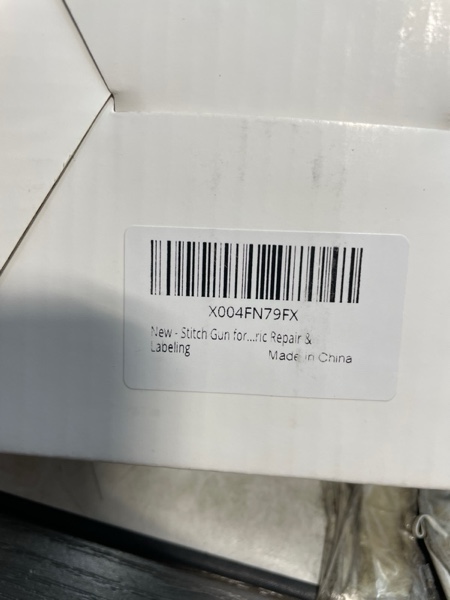 X004FN79FX
New - Stitch Gun for...ric Repair &
Labeling
Made in China